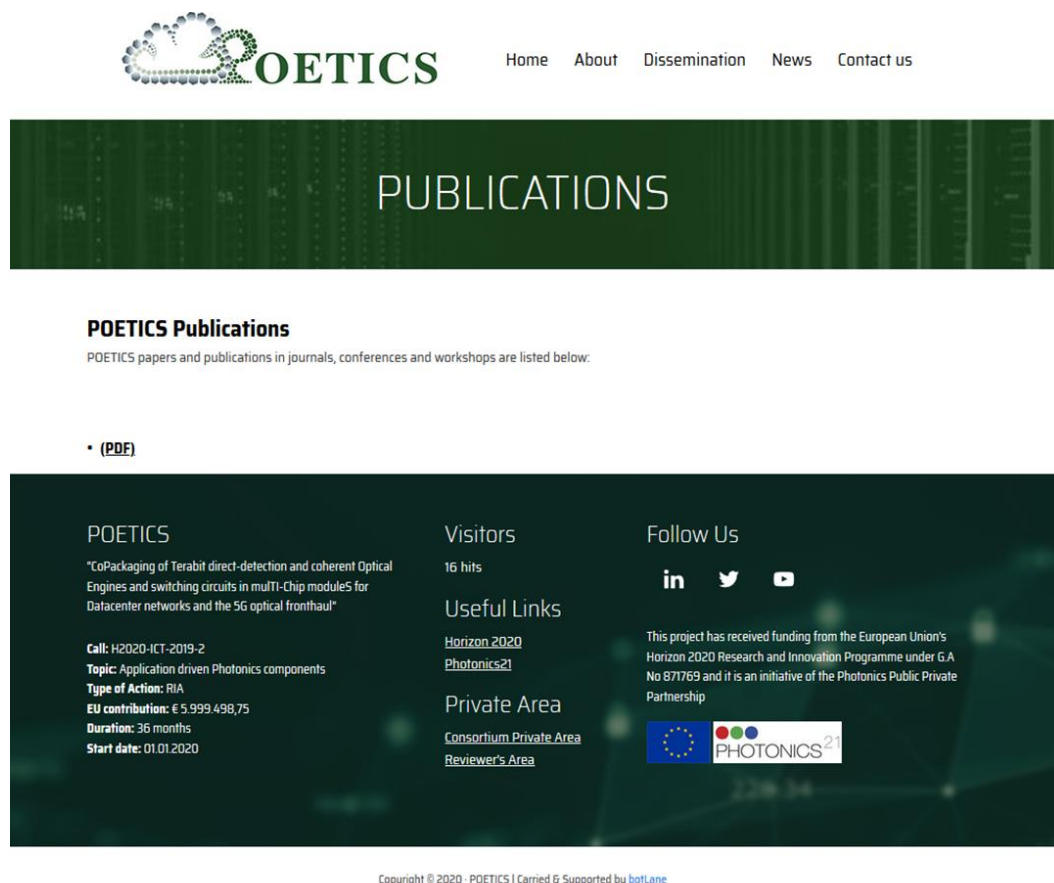 POETICS
Home About Dissemination News Contact us
PUBLICATIONS
POETICS Publications
POETICS papers and publications in journals, conferences and workshops are listed below:
• (PDF)
POETICS
"CoPackaging of Terabit direct-detection and coherent Optical
Engines and switching circuits in mulTI-Chip moduleS for
Datacenter networks and the 5G optical fronthaul"
Call: H2020-ICT-2019-2
Topic: Application driven Photonics components
Type of Action: RIA
EU contribution: € 5.999.498,75
Duration: 36 months
Start date: 01.01.2020
Visitors
16 hits
Useful Links
Horizon 2020
Photonics21
Private Area
Consortium Private Area
Reviewer's Area
Follow Us
in
This project has received funding from the European Union's
Horizon 2020 Research and Innovation Programme under G.A
No 871769 and it is an initiative of the Photonics Public Private
Partnership
PHOTONICS21
Copyright © 2020 · POETICS | Carried & Supported by botLane